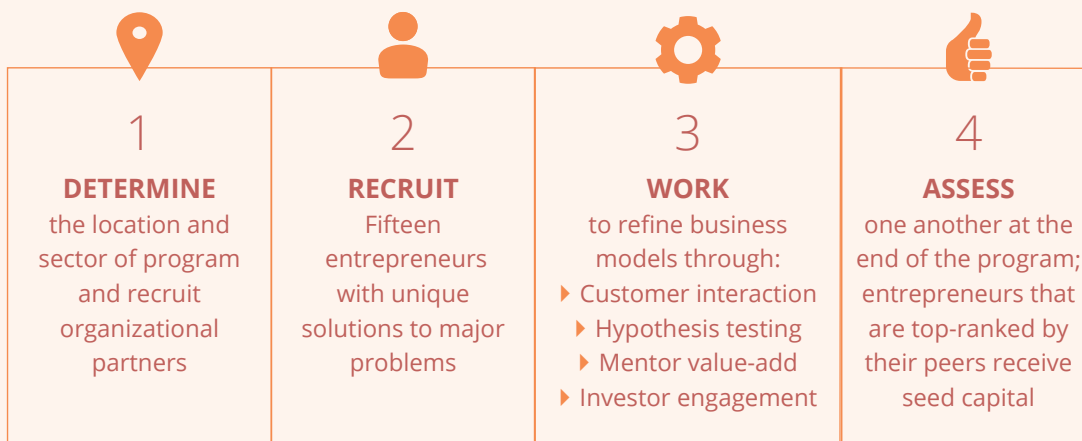 1
DETERMINE
the location and
sector of program
and recruit
organizational
partners
2
RECRUIT
Fifteen
entrepreneurs
with unique
solutions to major
problems
3
WORK
to refine business
models through:
Customer interaction
Hypothesis testing
Mentor value-add
Investor engagement
4
ASSESS
one another at the
end of the program;
entrepreneurs that
are top-ranked by
their peers receive
seed capital